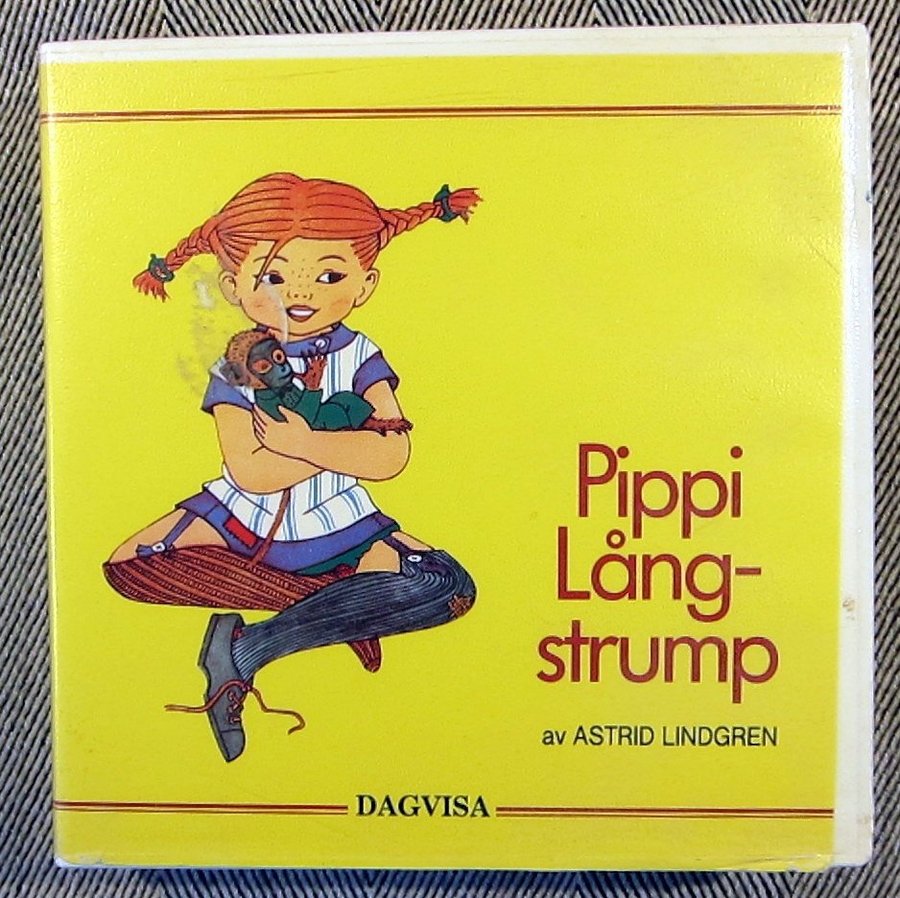 Pippi
Lång-
strump
av ASTRID LINDGREN
DAGVISA